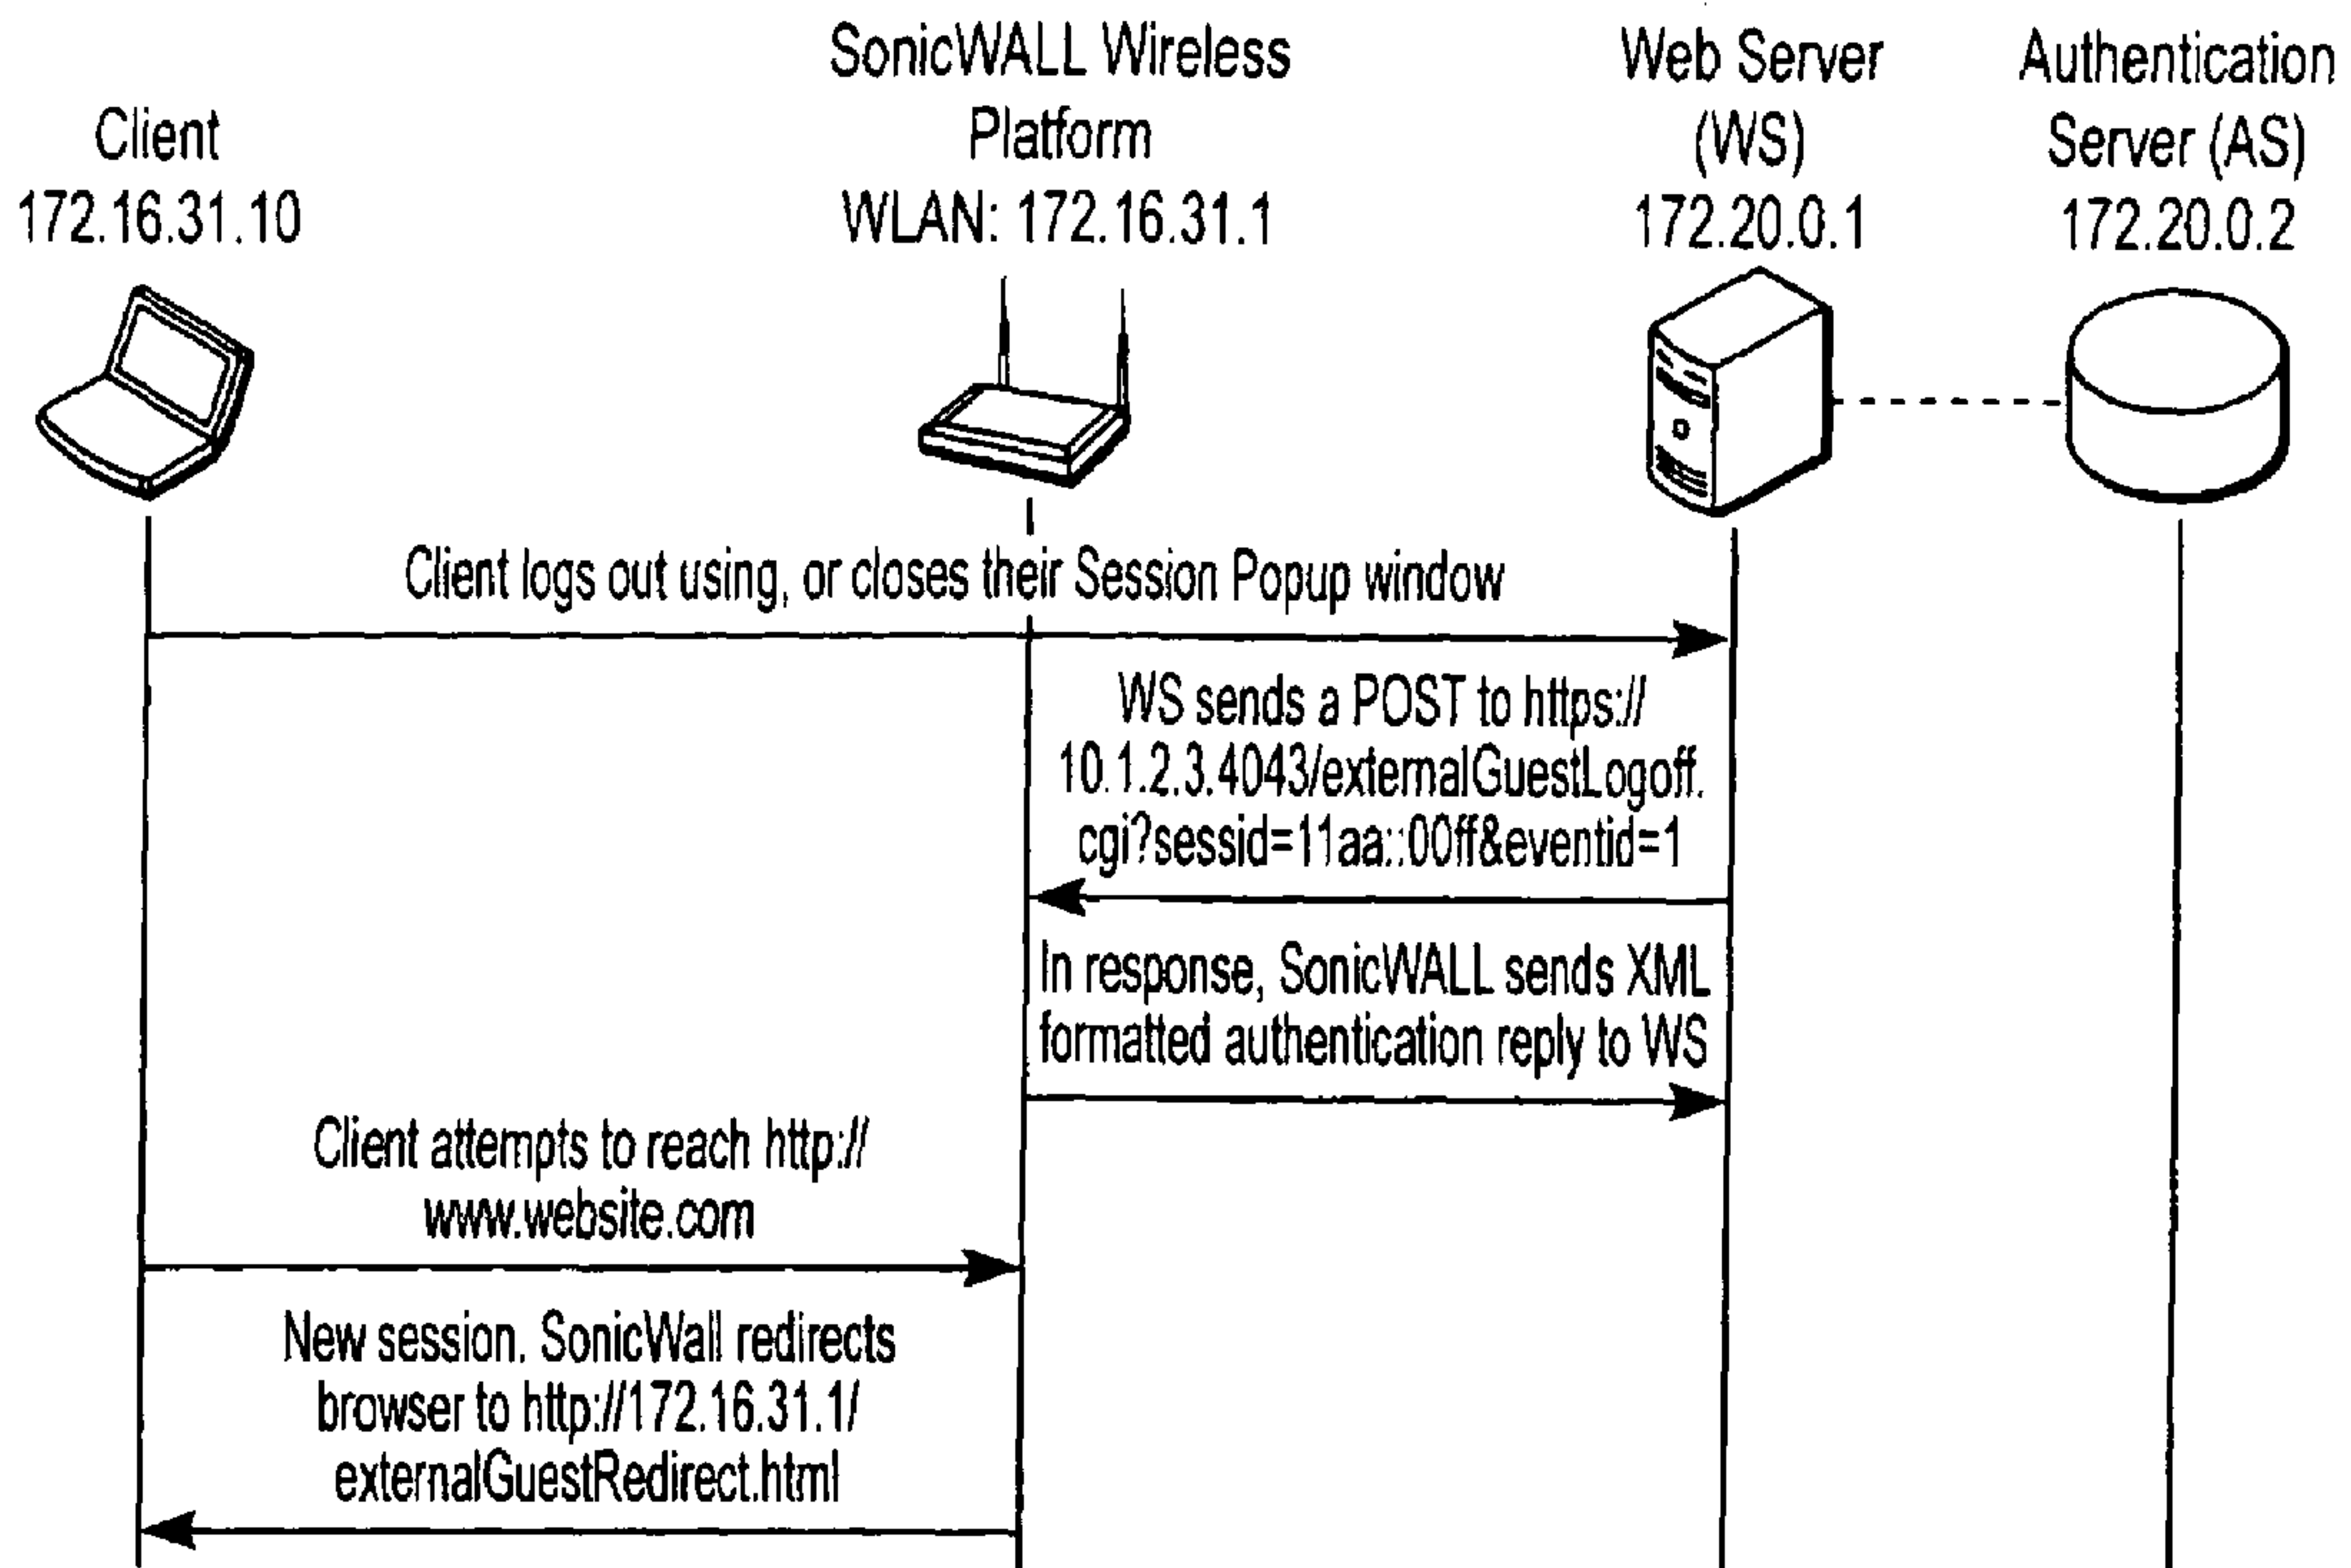 Client
172.16.31.10
SonicWALL Wireless
Platform
WLAN: 172.16.31.1
Web Server
(WS)
172.20.0.1
Authentication
Server (AS)
172.20.0.2
Client logs out using, or closes their Session Popup window
WS sends a POST to https://
10.1.2.3.4043/externalGuestLogoff.
cgi?sessid=11aa::00ff&eventid=1
In response, SonicWALL sends XML
formatted authentication reply to WS
Client attempts to reach http://
www.website.com
New session. SonicWall redirects
browser to http://172.16.31.1/
externalGuestRedirect.html